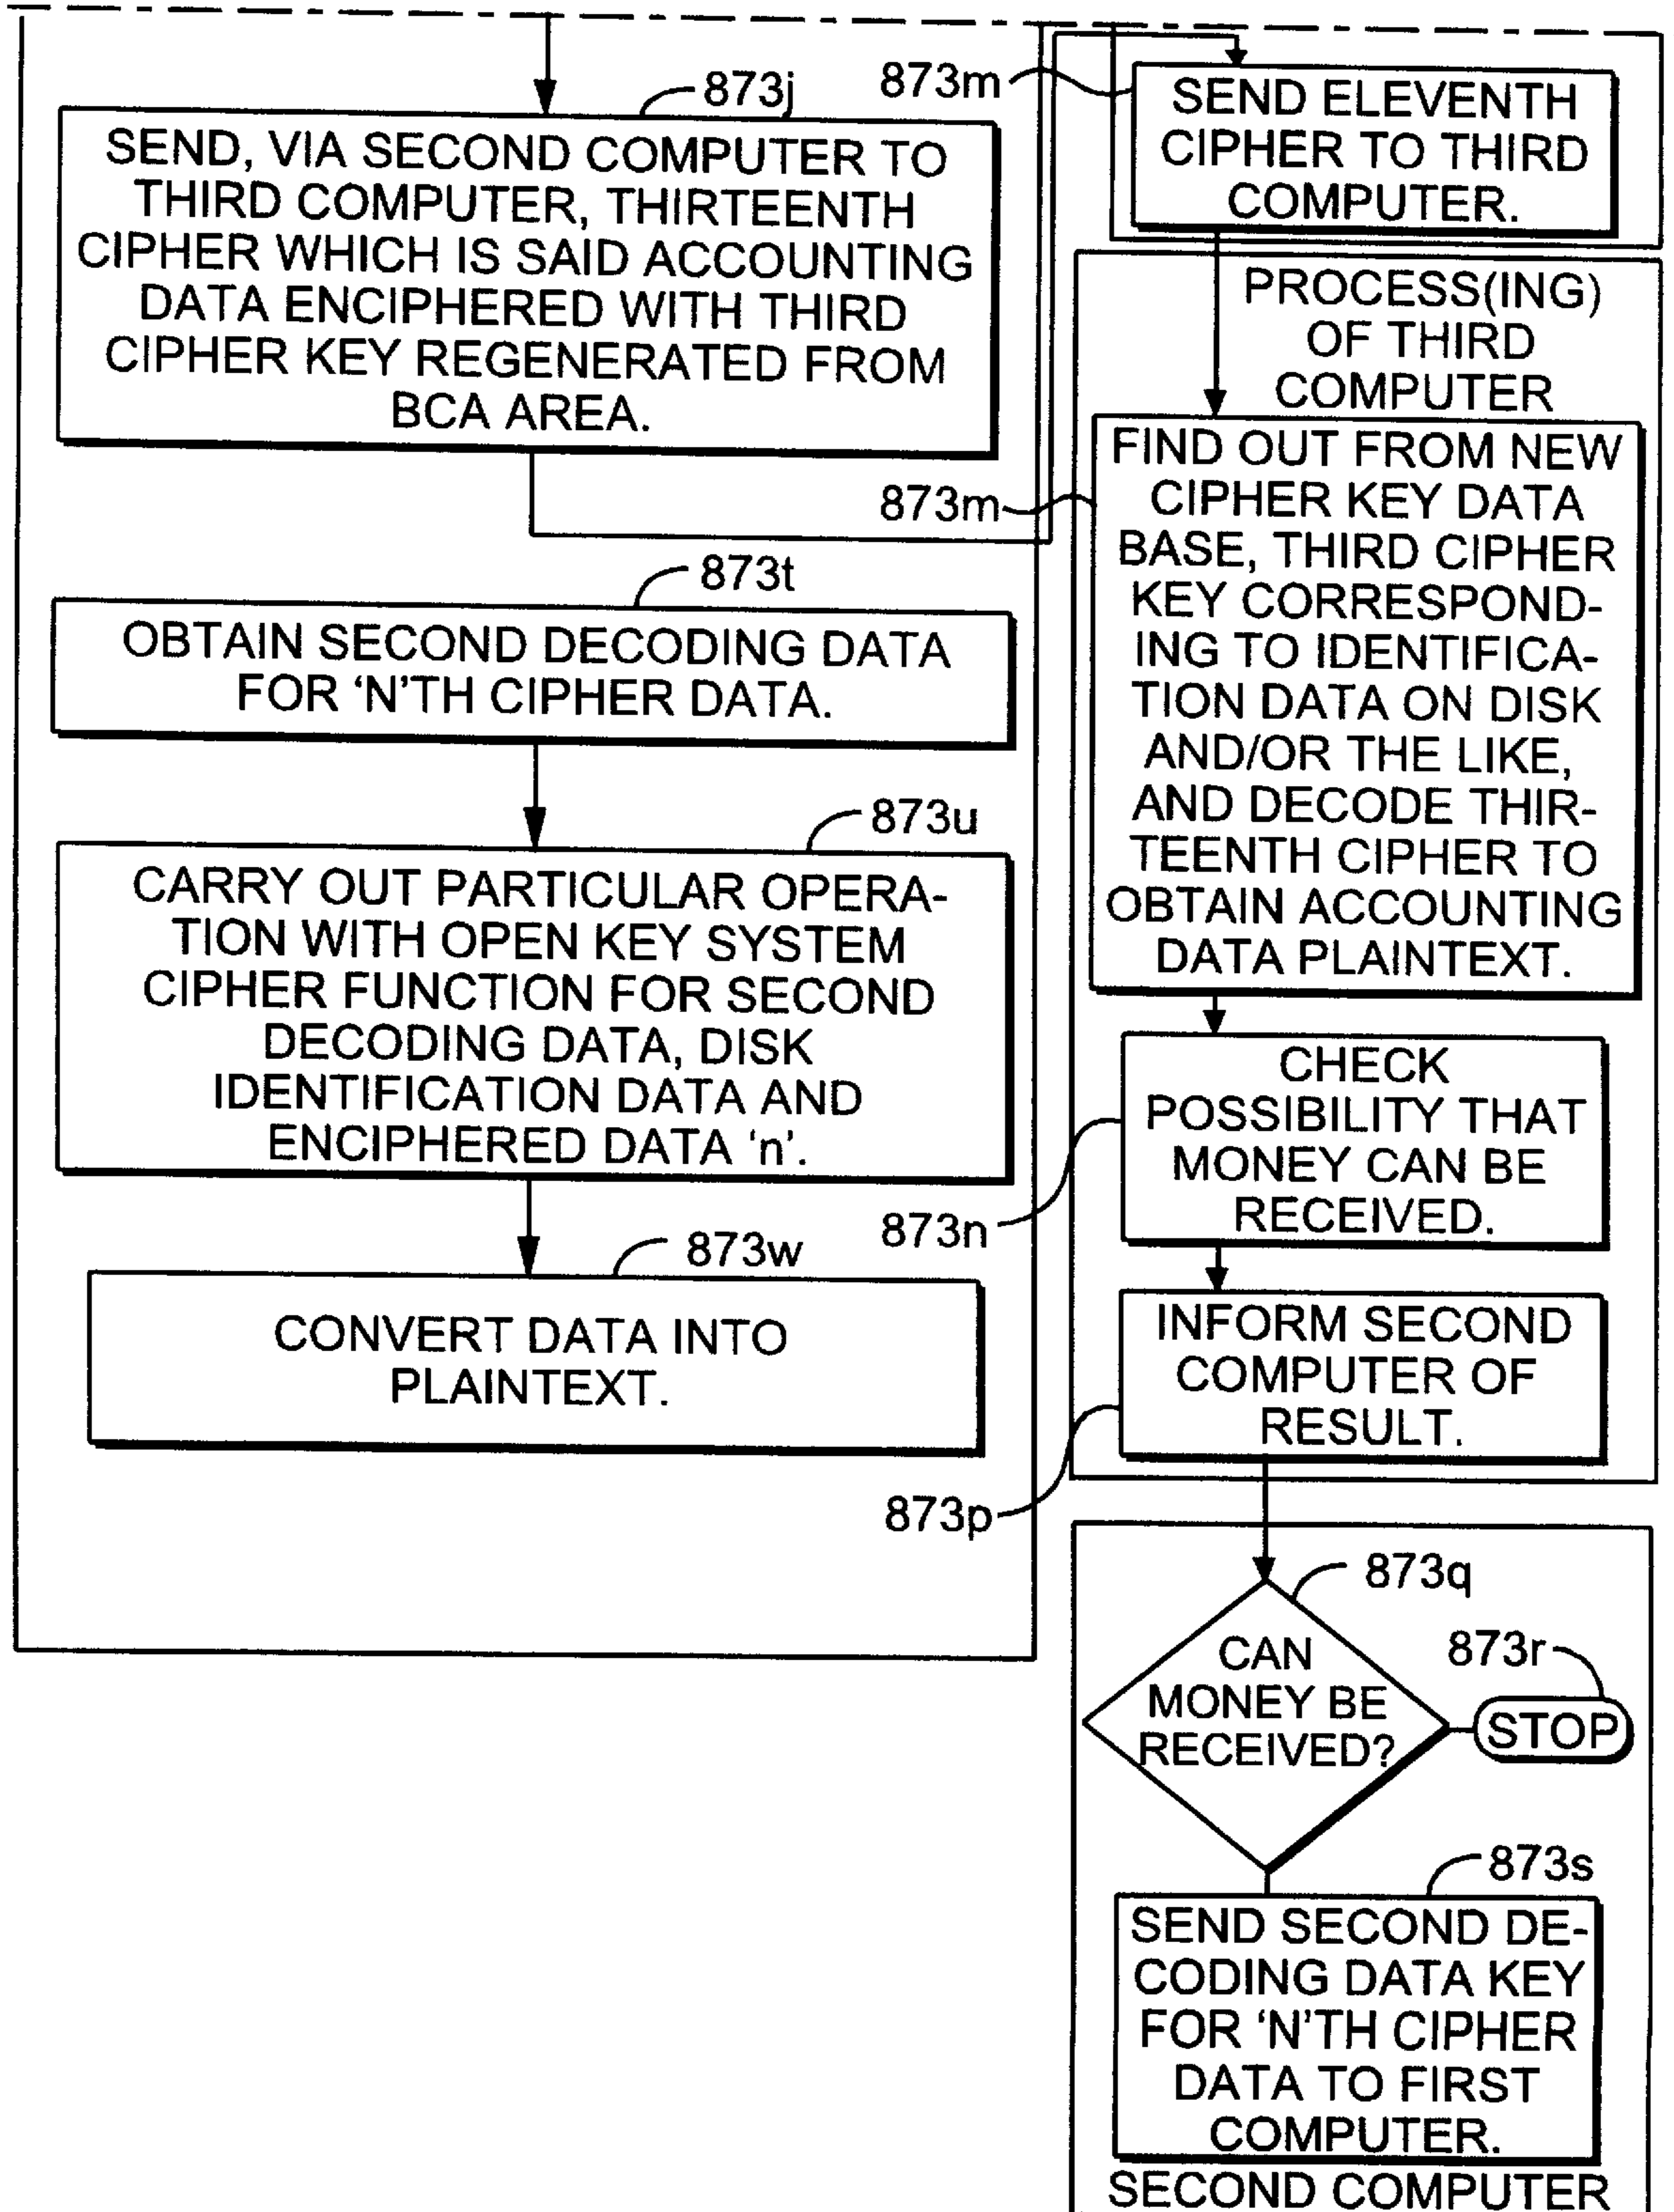 873j
SEND, VIA SECOND COMPUTER TO
THIRD COMPUTER, THIRTEENTH
CIPHER WHICH IS SAID ACCOUNTING
DATA ENCIPHERED WITH THIRD
CIPHER KEY REGENERATED FROM
BCA AREA.
873t
OBTAIN SECOND DECODING DATA
FOR ‘N’TH CIPHER DATA.
873u
CARRY OUT PARTICULAR OPERA-
TION WITH OPEN KEY SYSTEM
CIPHER FUNCTION FOR SECOND
DECODING DATA, DISK
IDENTIFICATION DATA AND
ENCIPHERED DATA ‘n’.
873w
CONVERT DATA INTO
PLAINTEXT.
873m
SEND ELEVENTH
CIPHER TO THIRD
COMPUTER.
PROCESS(ING)
OF THIRD
COMPUTER
873m
FIND OUT FROM NEW
CIPHER KEY DATA
BASE, THIRD CIPHER
KEY CORRESPOND-
ING TO IDENTIFICA-
TION DATA ON DISK
AND/OR THE LIKE,
AND DECODE THIR-
TEENTH CIPHER TO
OBTAIN ACCOUNTING
DATA PLAINTEXT.
873n
CHECK
POSSIBILITY THAT
MONEY CAN BE
RECEIVED.
873p
INFORM SECOND
COMPUTER OF
RESULT.
873q
CAN
MONEY BE
RECEIVED?
873r
STOP
873s
SEND SECOND DE-
CODING DATA KEY
FOR ‘N’TH CIPHER
DATA TO FIRST
COMPUTER.
SECOND COMPUTER